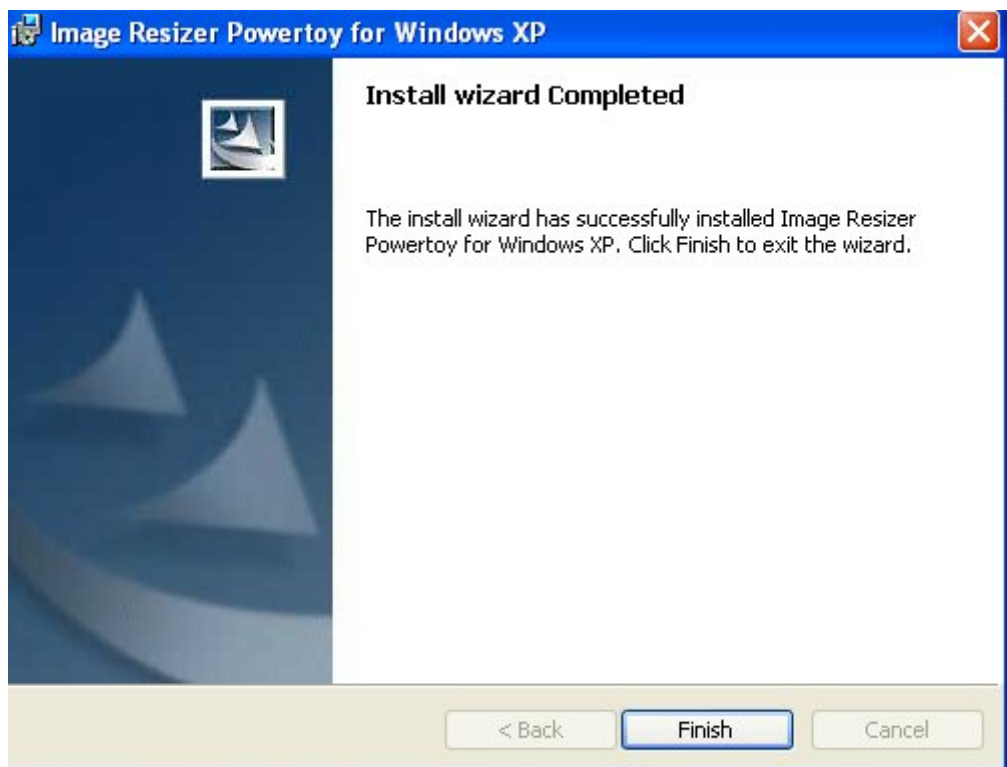 Image Resizer Powertoy for Windows XP
Install wizard Completed
The install wizard has successfully installed Image Resizer
Powertoy for Windows XP. Click Finish to exit the wizard.
< Back Finish Cancel